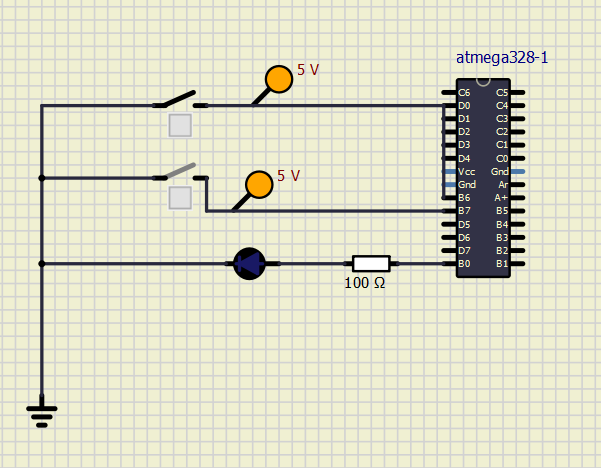 atmega328-1
5 V
C6 C5
D0 C4
D1 C3
D2 C2
D3 C1
D4 C0
Vcc Gnd
Gnd Ar
B6 A+
B7 B5
D5 B4
D6 B3
D7 B2
B0 B1
5 V
100 Ω